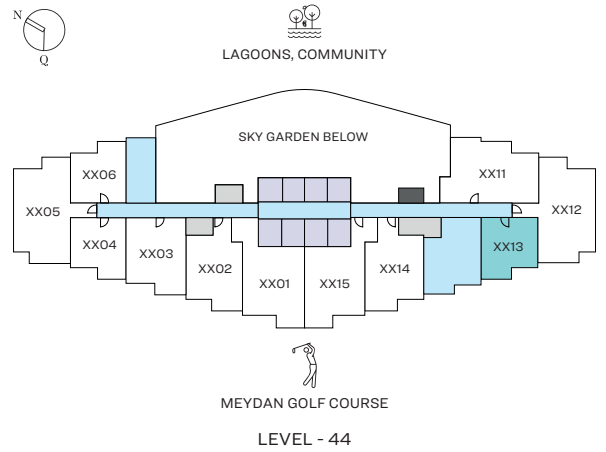 N
Q
LAGOONS, COMMUNITY
SKY GARDEN BELOW
XX06
XX11
XX05
XX12
XX04
XX03
XX02
XX01
XX15
XX14
XX13
MEYDAN GOLF COURSE
LEVEL - 44